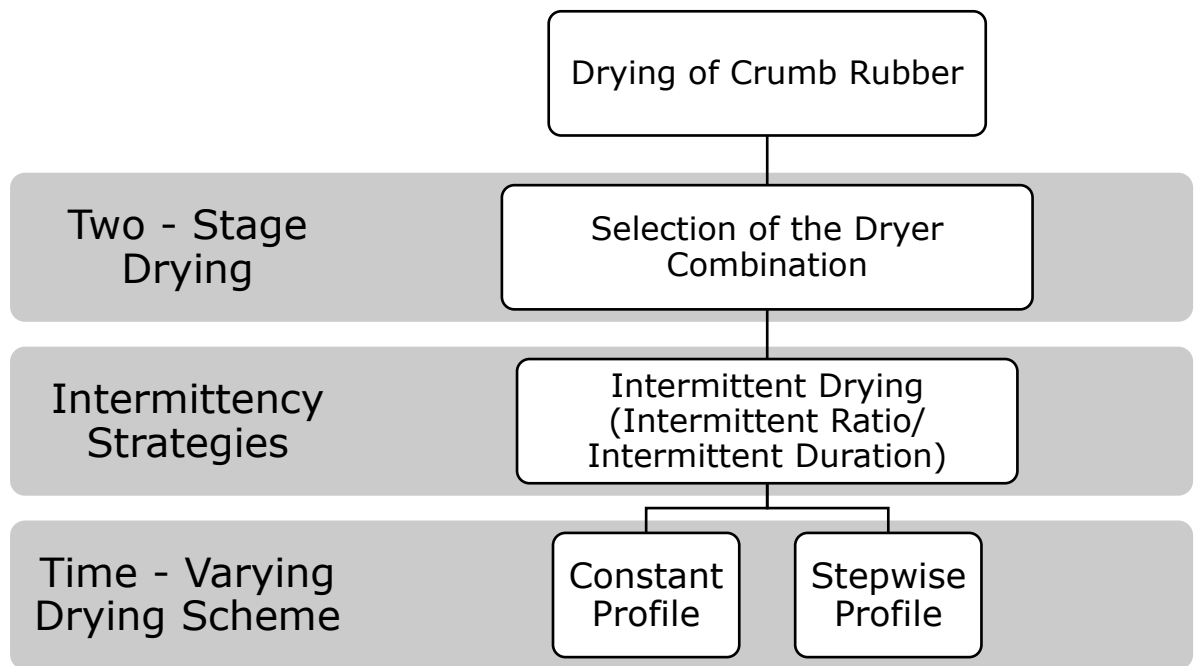 Drying of Crumb Rubber
Two - Stage
Drying
Selection of the Dryer
Combination
Intermittency
Strategies
Intermittent Drying
(Intermittent Ratio/
Intermittent Duration)
Time - Varying
Drying Scheme
Constant
Profile
Stepwise
Profile